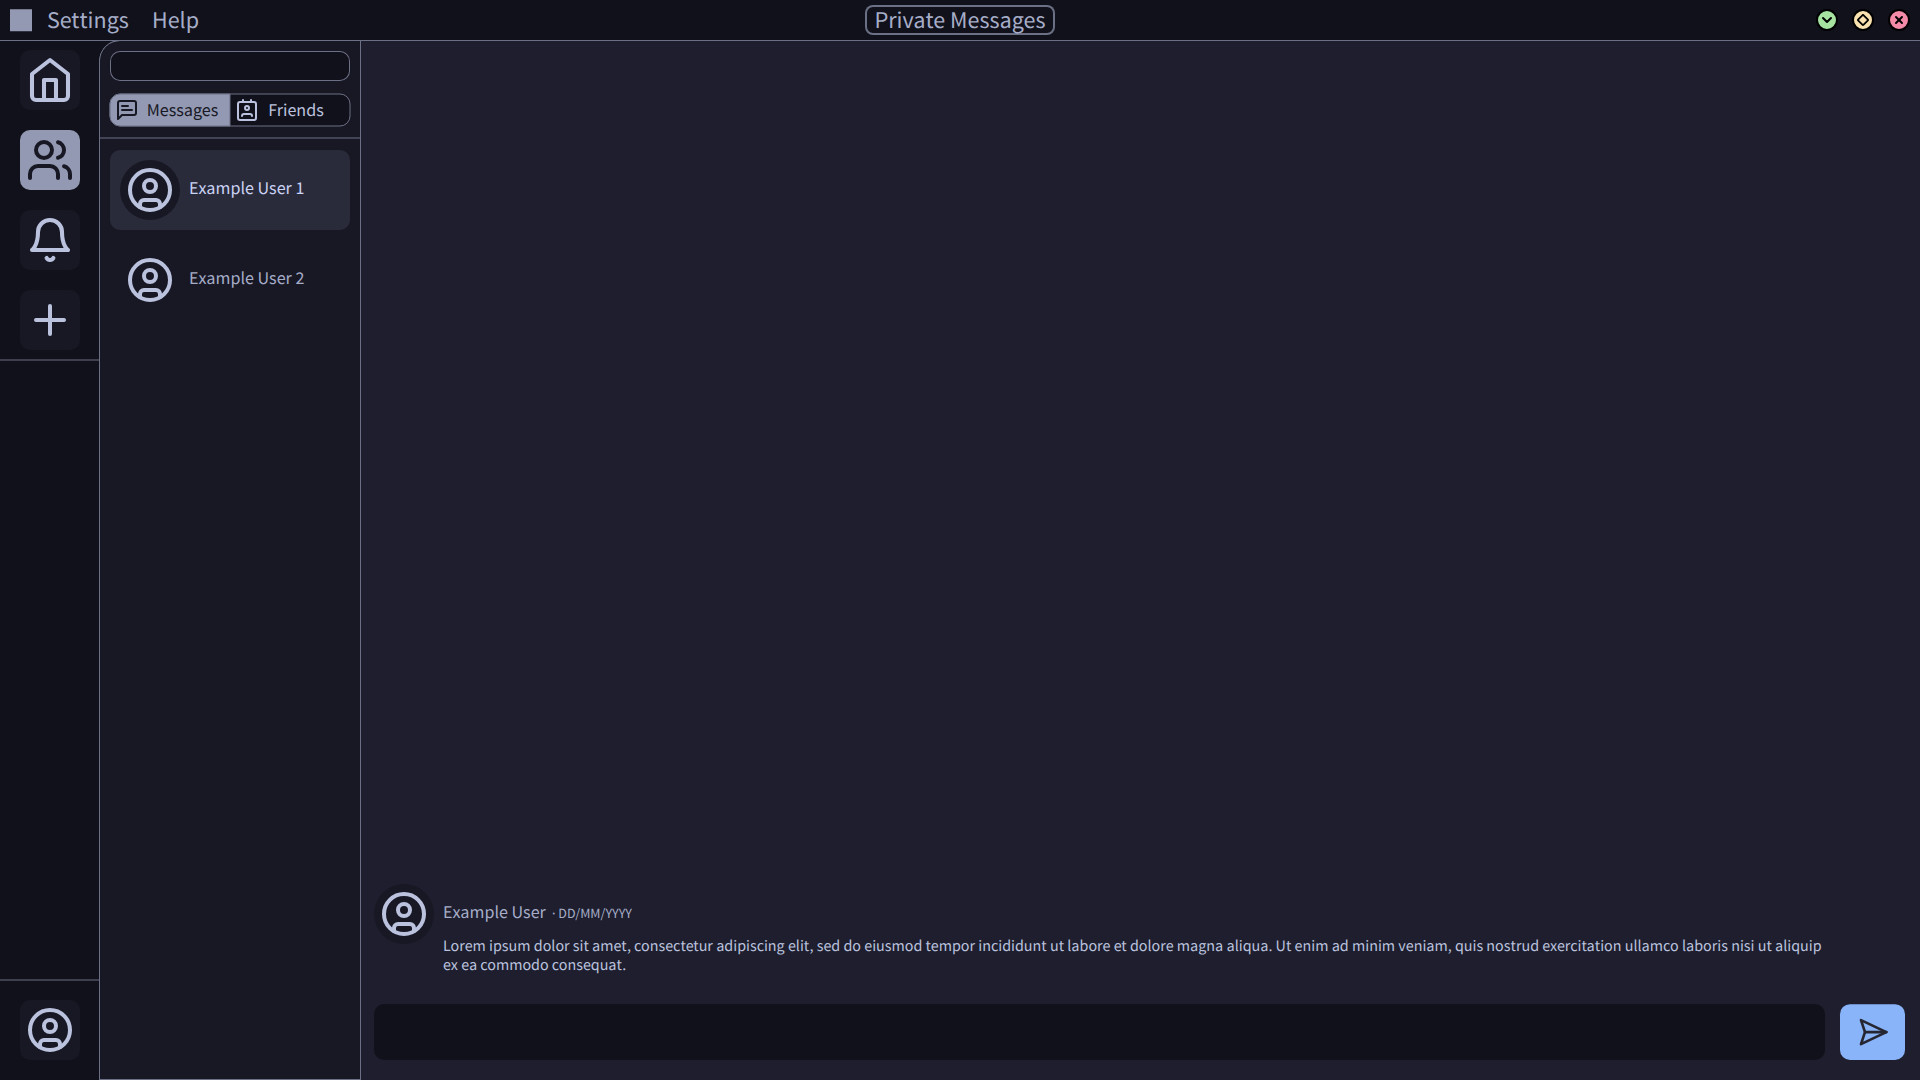 Settings Help
Private Messages
Messages
Friends
Example User 1
Example User 2
Example User · DD/MM/YYYY
Lorem ipsum dolor sit amet, consectetur adipiscing elit, sed do eiusmod tempor incididunt ut labore et dolore magna aliqua. Ut enim ad minim veniam, quis nostrud exercitation ullamco laboris nisi ut aliquip
ex ea commodo consequat.